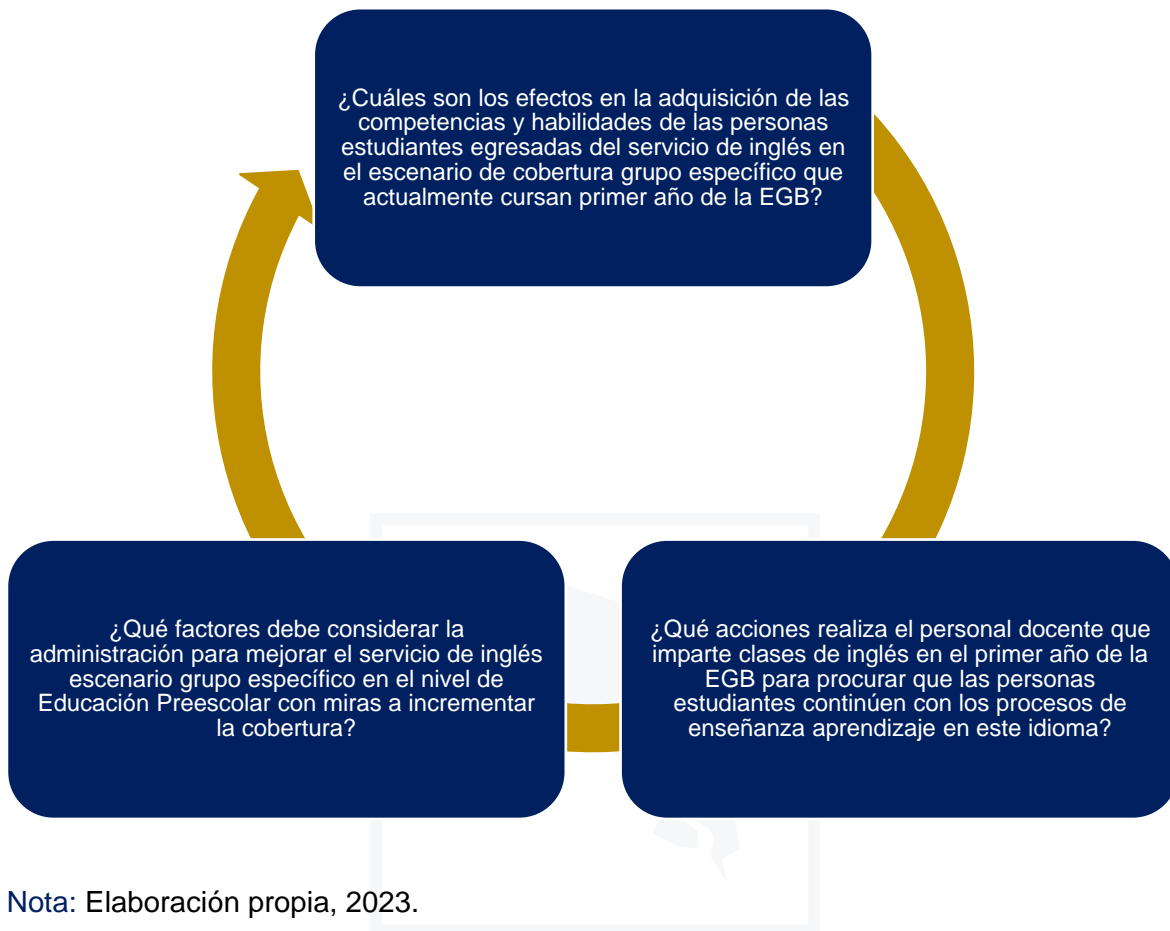 ¿Cuáles son los efectos en la adquisición de las
competencias y habilidades de las personas
estudiantes egresadas del servicio de inglés en
el escenario de cobertura grupo específico que
actualmente cursan primer año de la EGB?
¿Qué factores debe considerar la
administración para mejorar el servicio de inglés
escenario grupo específico en el nivel de
Educación Preescolar con miras a incrementar
la cobertura?
¿Qué acciones realiza el personal docente que
imparte clases de inglés en el primer año de la
EGB para procurar que las personas
estudiantes continúen con los procesos de
enseñanza aprendizaje en este idioma?
Nota: Elaboración propia, 2023.